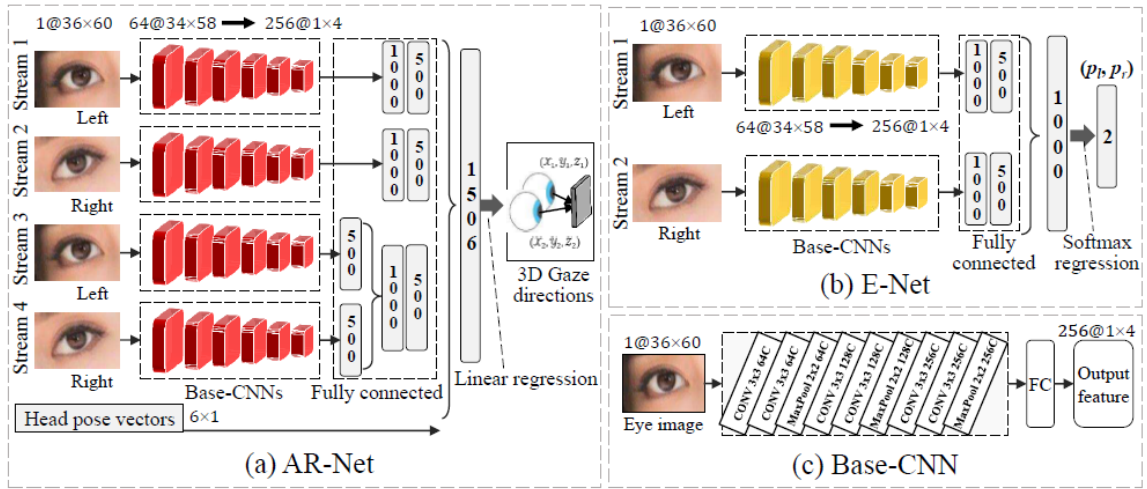 1@36×60 64@34×58 256@1×4
Stream 1
Left
1000
500
Stream 2
Right
1000
500
Stream 3
Left
500
1000
500
Stream 4
Right
500
Base-CNNs
Fully connected
1506
Linear regression
(x₁,y₁,z₁)
(x₂,y₂,z₂)
3D Gaze
directions
Head pose vectors 6×1
(a) AR-Net
1@36×60
Stream 1
Left
64@34×58 256@1×4
1000
500
Stream 2
Right
1000
500
Base-CNNs
Fully
connected
1000
(pₗ, pᵣ)
2
Softmax
regression
(b) E-Net
1@36×60
Eye image
CONV 3x3 64C
CONV 3x3 64C
MaxPool 2x2 64C
CONV 3x3 128C
CONV 3x3 128C
MaxPool 2x2 128C
CONV 3x3 256C
CONV 3x3 256C
MaxPool 2x2 256C
FC
256@1×4
Output
feature
(c) Base-CNN